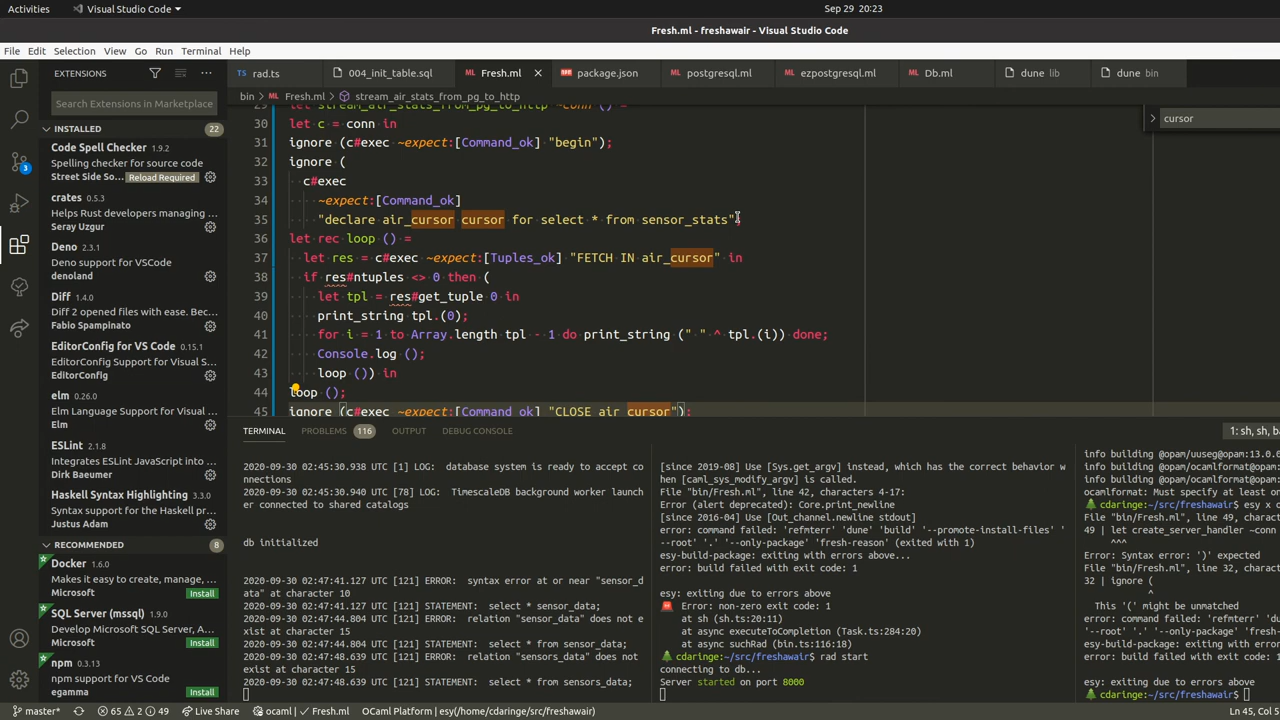 Activities
Visual Studio Code
Sep 29 20:23
Fresh.ml - freshawair - Visual Studio Code
File Edit Selection View Go Run Terminal Help
EXTENSIONS
TS rad.ts
004_init_table.sql
ML Fresh.ml
package.json
ML postgresql.ml
ML ezpostgresql.ml
ML Db.ml
dune lib
dune bin
bin > ML Fresh.ml > stream_air_stats_from_pg_to_http
cursor
Search Extensions in Marketplace
INSTALLED 22
Code Spell Checker 1.9.2
Spelling checker for source code
Street Side So... Reload Required
crates 0.5.3
Helps Rust developers managing ...
Seray Uzgur
Deno 2.3.1
Deno support for VSCode
denoland
Diff 1.4.0
Diff 2 opened files with ease. Bec...
Fabio Spampinato
EditorConfig for VS Code 0.15.1
EditorConfig Support for Visual S...
EditorConfig
elm 0.26.0
Elm Language Support for Visual ...
Elm
ESLint 2.1.8
Integrates ESLint JavaScript into ...
Dirk Baeumer
Haskell Syntax Highlighting 3.3.0
Syntax support for the Haskell pr...
Justus Adam
RECOMMENDED 8
Docker 1.6.0
Makes it easy to create, manage, ...
Microsoft Install
SQL Server (mssql) 1.9.0
Develop Microsoft SQL Server, A...
Microsoft Install
npm 0.3.13
npm support for VS Code
egamma Install
29 let stream_air_stats_from_pg_to_http ~conn () =
30 let c = conn in
31 ignore (c#exec ~expect:[Command_ok] "begin");
32 ignore (
33 c#exec
34 ~expect:[Command_ok]
35 "declare air_cursor cursor for select * from sensor_stats";
36 let rec loop () =
37 let res = c#exec ~expect:[Tuples_ok] "FETCH IN air_cursor" in
38 if res#ntuples <> 0 then (
39 let tpl = res#get_tuple 0 in
40 print_string tpl.(0);
41 for i = 1 to Array.length tpl - 1 do print_string (" " ^ tpl.(i)) done;
42 Console.log ();
43 loop ()) in
44 loop ();
45 ignore (c#exec ~expect:[Command_ok] "CLOSE air_cursor");
TERMINAL PROBLEMS 116 OUTPUT DEBUG CONSOLE
1: sh, sh, ba
2020-09-30 02:45:30.938 UTC [1] LOG: database system is ready to accept co
nnections
2020-09-30 02:45:30.940 UTC [78] LOG: TimescaleDB background worker launch
er connected to shared catalogs
db initialized
2020-09-30 02:47:41.127 UTC [121] ERROR: syntax error at or near "sensor_d
ata" at character 10
2020-09-30 02:47:41.127 UTC [121] STATEMENT: select * sensor_data;
2020-09-30 02:47:44.804 UTC [121] ERROR: relation "sensor_data" does not e
xist at character 15
2020-09-30 02:47:44.804 UTC [121] STATEMENT: select * from sensor_data;
2020-09-30 02:47:48.639 UTC [121] ERROR: relation "sensors_data" does not
exist at character 15
2020-09-30 02:47:48.639 UTC [121] STATEMENT: select * from sensors_data;
[since 2019-08] Use [Sys.get_argv] instead, which has the correct behavior w
hen [caml_sys_modify_argv] is called.
File "bin/Fresh.ml", line 42, characters 4-17:
Error (alert deprecated): Core.print_newline
[since 2016-04] Use [Out_channel.newline stdout]
error: command failed: 'refmterr' 'dune' 'build' '--promote-install-files' '
--root' '.' '--only-package' 'fresh-reason' (exited with 1)
esy-build-package: exiting with errors above...
error: build failed with exit code: 1
esy: exiting due to errors above
Error: non-zero exit code: 1
at sh (sh.ts:20:11)
at async executeToCompletion (Task.ts:284:20)
at async suchRad (bin.ts:116:18)
cdaringe:~/src/freshawair$ rad start
connecting to db...
Server started on port 8000
info building @opam/uuseg@opam:13.0.
info building @opam/ocamlformat@opam
ocamlformat: Must specify at least on
cdaringe:~/src/freshawair$ esy x o
File "bin/Fresh.ml", line 49, charact
49 | let create_server_handler ~conn
^^^
Error: Syntax error: ')' expected
File "bin/Fresh.ml", line 32, charact
32 | ignore (
^
This '(' might be unmatched
error: command failed: 'refmterr' 'du
'--root' '.' '--only-package' 'fresh-
esy-build-package: exiting with error
error: build failed with exit code:
esy: exiting due to errors above
cdaringe:~/src/freshawair$
master* 65 2 49 Live Share ocaml | Fresh.ml OCaml Platform | esy(/home/cdaringe/src/freshawair) Ln 45, Col 5